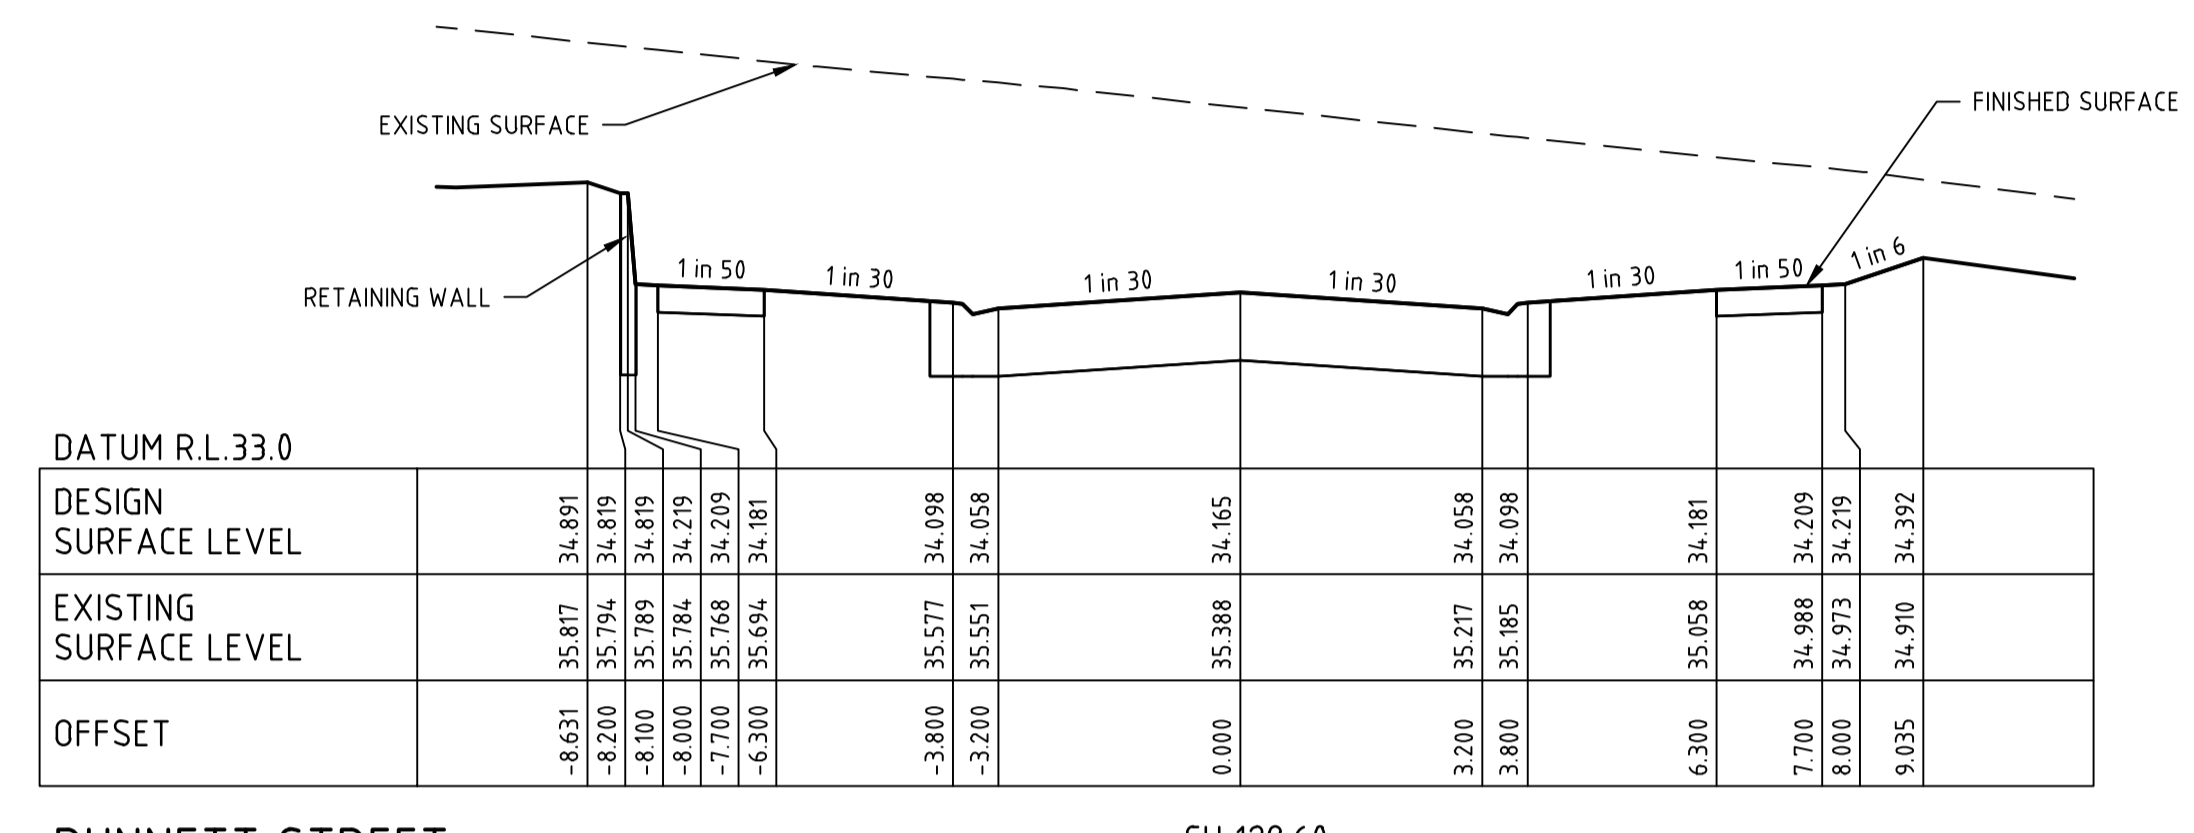 FINISHED SURFACE
EXISTING SURFACE
1 in 6
1 in 50
1 in 30
1 in 30
1 in 30
1 in 30
1 in 50
RETAINING WALL
DATUM R.L.33.0
DESIGN
SURFACE LEVEL
34.891
34.819
34.819
34.219
34.209
34.181
34.098
34.058
34.165
34.058
34.098
34.181
34.209
34.219
34.392
EXISTING
SURFACE LEVEL
35.817
35.794
35.789
35.784
35.768
35.694
35.577
35.551
35.388
35.217
35.185
35.058
34.988
34.973
34.910
OFFSET
-8.631
-8.200
-8.100
-8.000
-7.700
-6.300
-3.800
-3.200
0.000
3.200
3.800
6.300
7.700
8.000
9.035
STREET